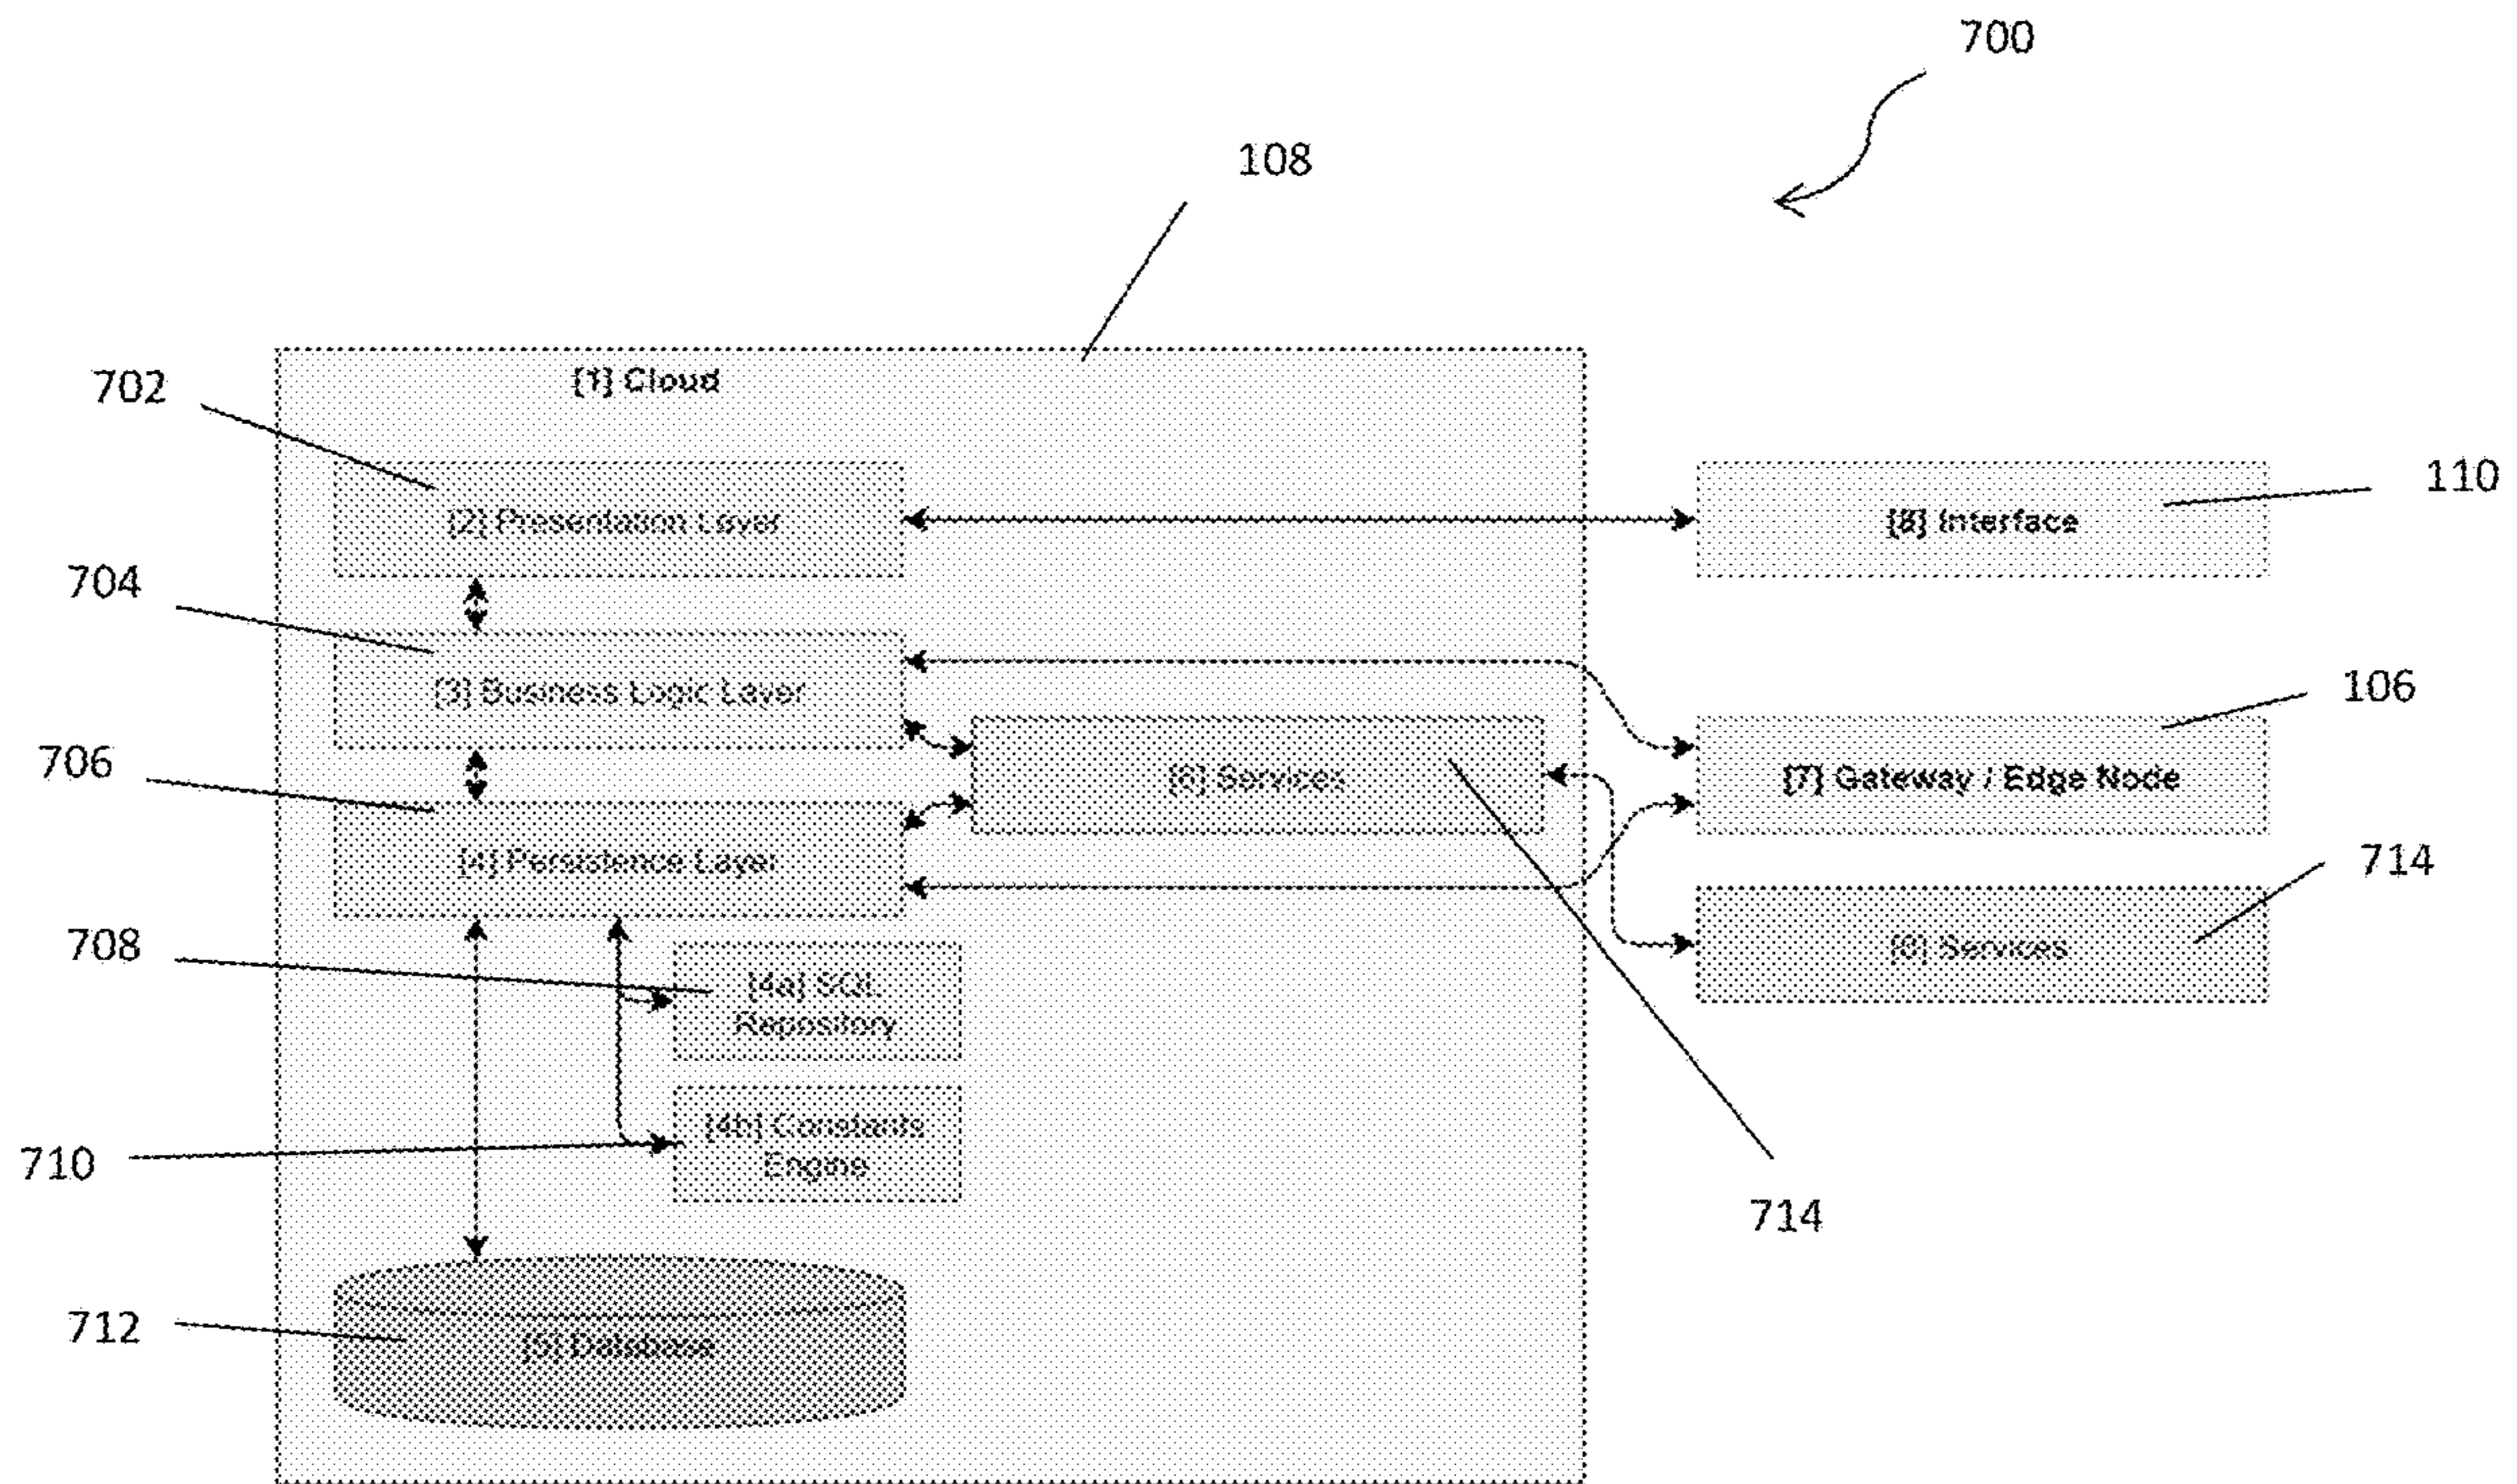 700
108
[1] Cloud
702
[2] Presentation Layer
[8] Interface
110
704
[3] Business Logic Layer
106
706
[6] Services
[7] Gateway / Edge Node
[4] Persistence Layer
714
708
[4a] SQL
Repository
[6] Services
710
[4b] Constants
Engine
714
712
[5] Database